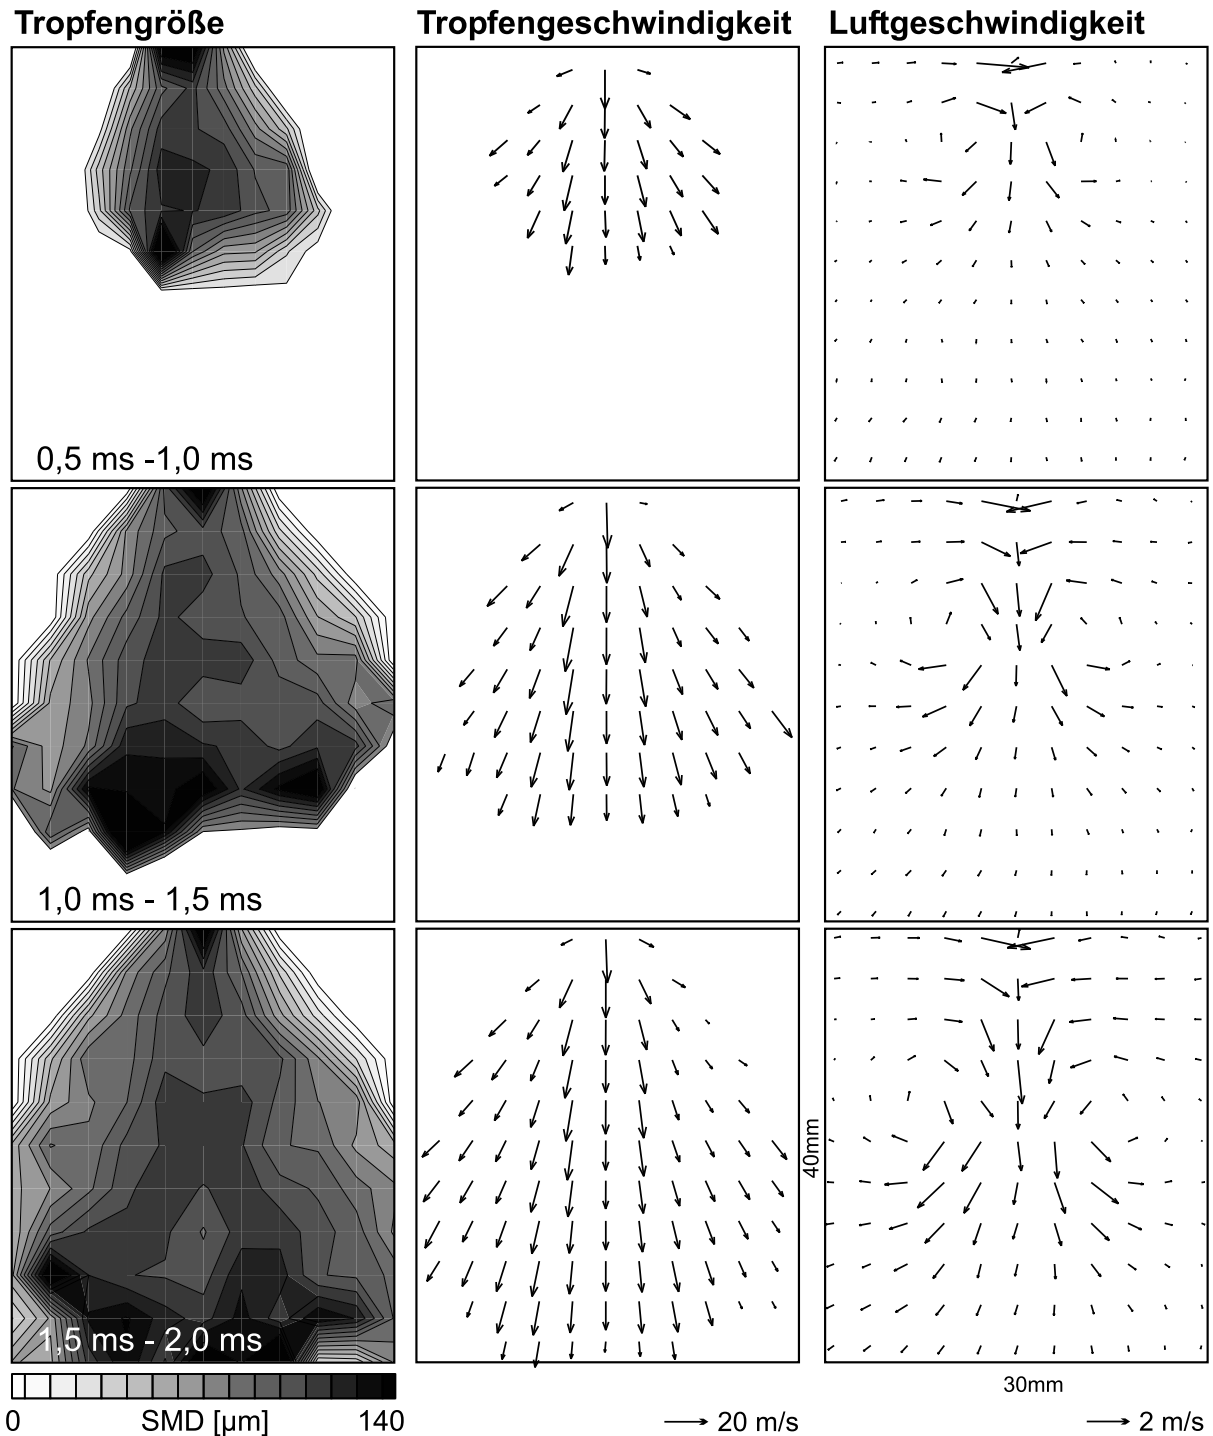 Tropfengröße Tropfengeschwindigkeit Luftgeschwindigkeit
0,5 ms -1,0 ms
1,0 ms - 1,5 ms
1,5 ms - 2,0 ms
40mm
30mm
0 SMD [µm] 140
20 m/s
2 m/s